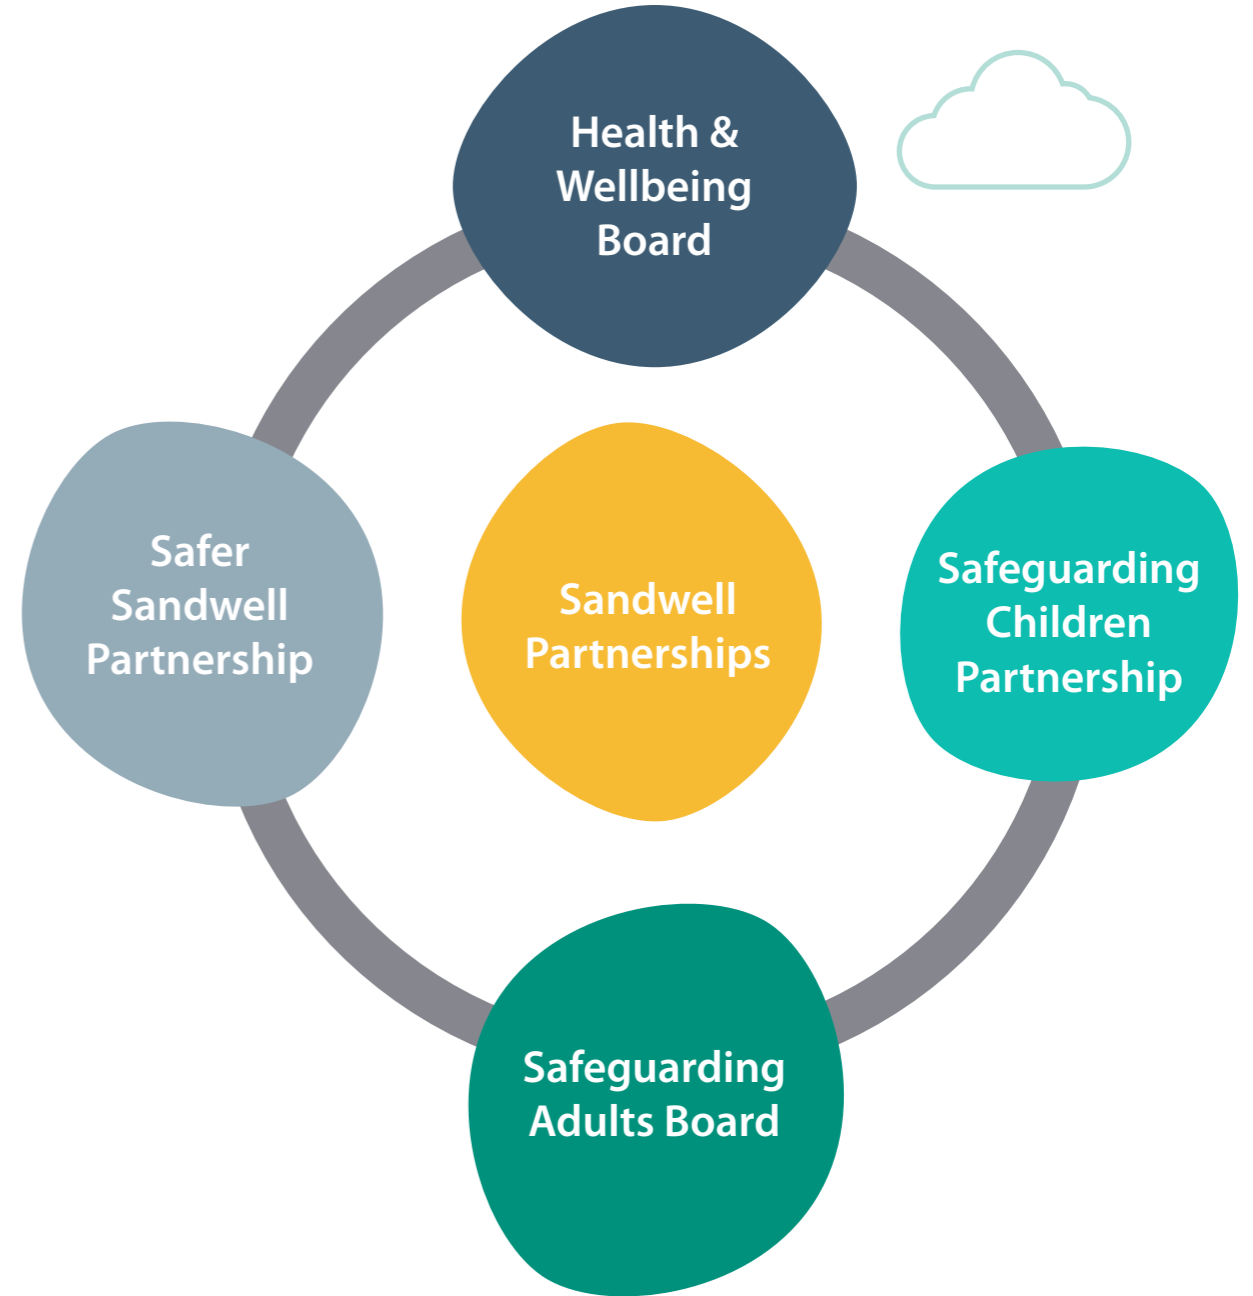 Health &
Wellbeing
Board
Safer
Sandwell
Partnership
Sandwell
Partnerships
Safeguarding
Children
Partnership
Safeguarding
Adults Board